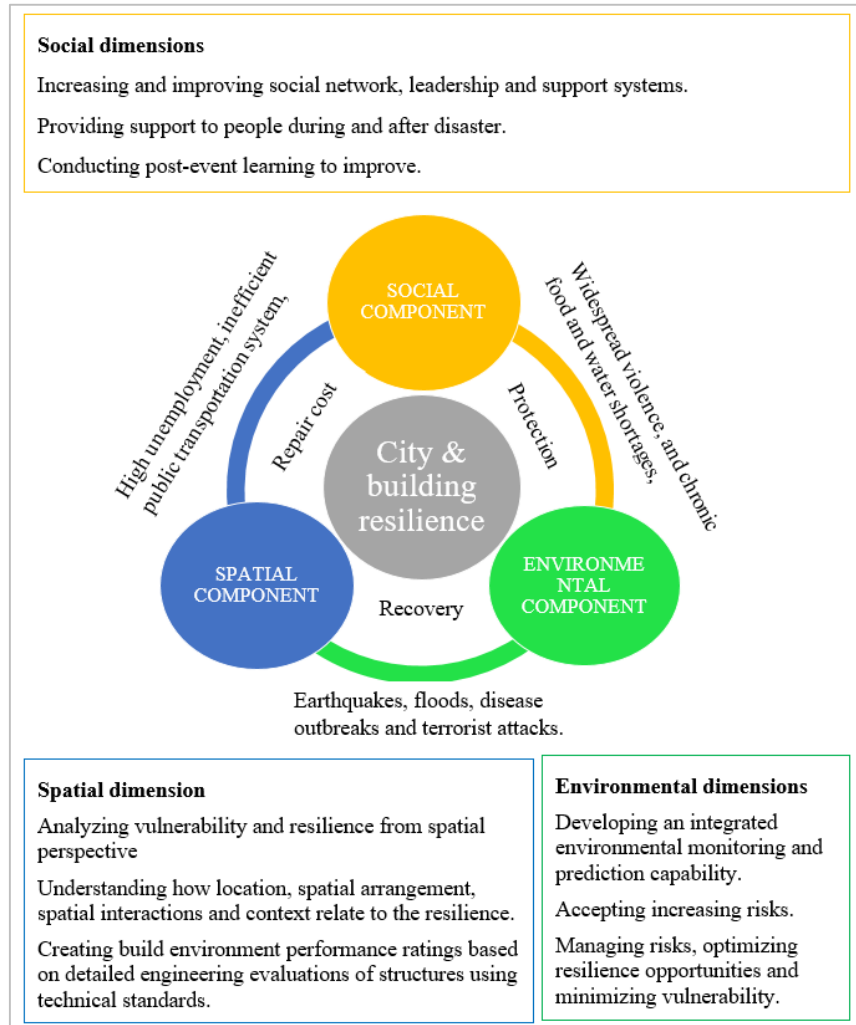 Social dimensions
Increasing and improving social network, leadership and support systems.
Providing support to people during and after disaster.
Conducting post-event learning to improve.
SOCIAL
COMPONENT
High unemployment, inefficient
public transportation system,
Widespread violence, and chronic
food and water shortages,
Repair cost
Protection
City &
building
resilience
SPATIAL
COMPONENT
ENVIRONME
NTAL
COMPONENT
Recovery
Earthquakes, floods, disease
outbreaks and terrorist attacks.
Spatial dimension
Analyzing vulnerability and resilience from spatial
perspective
Understanding how location, spatial arrangement,
spatial interactions and context relate to the resilience.
Creating build environment performance ratings based
on detailed engineering evaluations of structures using
technical standards.
Environmental dimensions
Developing an integrated
environmental monitoring and
prediction capability.
Accepting increasing risks.
Managing risks, optimizing
resilience opportunities and
minimizing vulnerability.